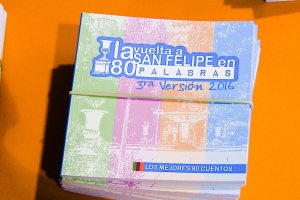 la vuelta a
SAN FELIPE en
80 PALABRAS
3ra Versión 2016
LOS MEJORES 80 CUENTOS